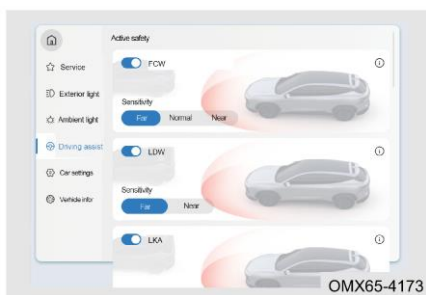 Active safety
Service
Exterior light
Ambient light
Driving assist
Car settings
Vehicle infor
FCW
Sensitivity
Far Normal Near
LDW
Sensitivity
Far Near
LKA
OMX65-4173